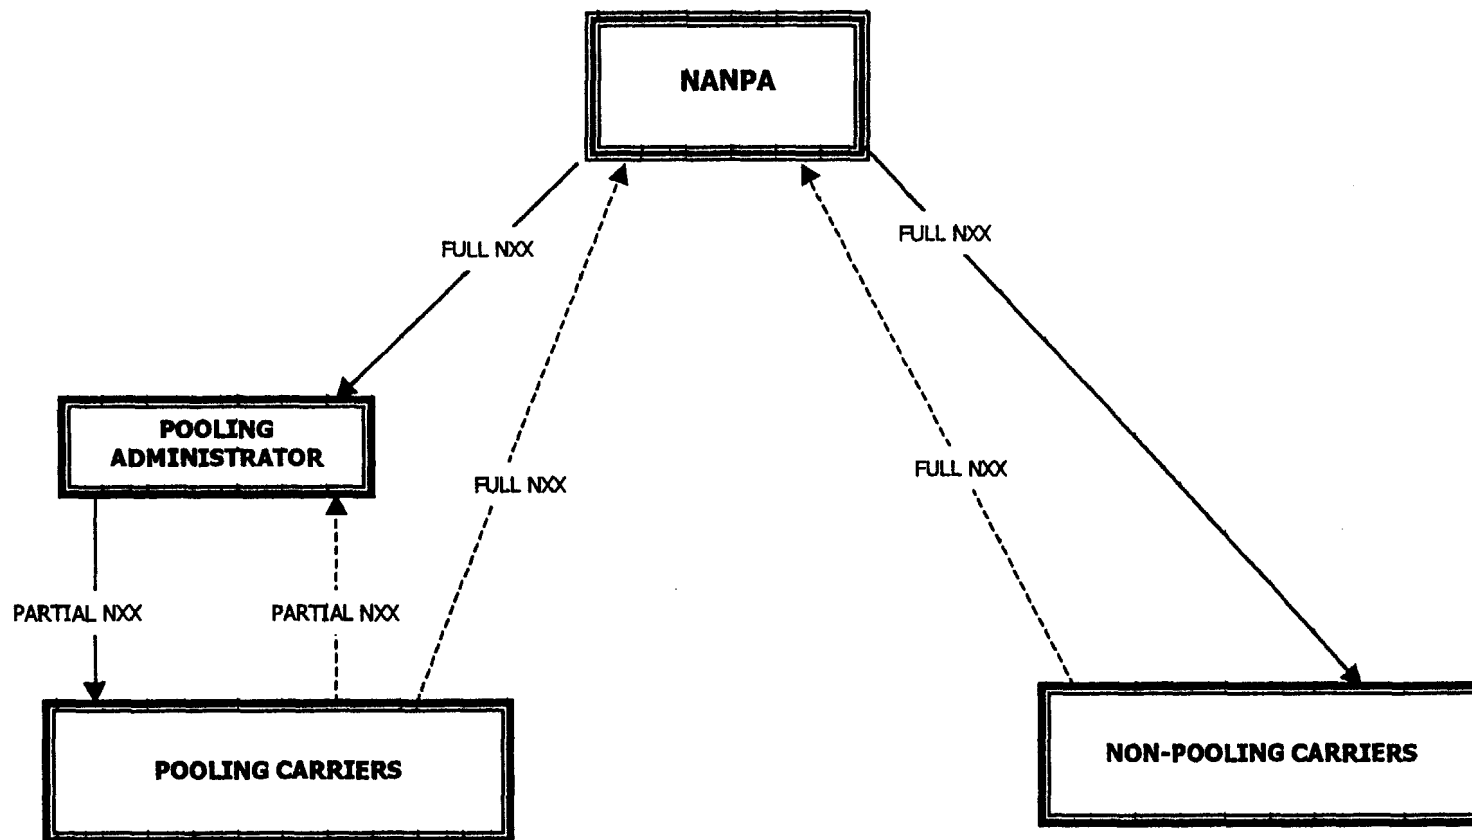 NANPA
FULL NXX
FULL NXX
POOLING
ADMINISTRATOR
FULL NXX
FULL NXX
PARTIAL NXX
PARTIAL NXX
POOLING CARRIERS
NON-POOLING CARRIERS